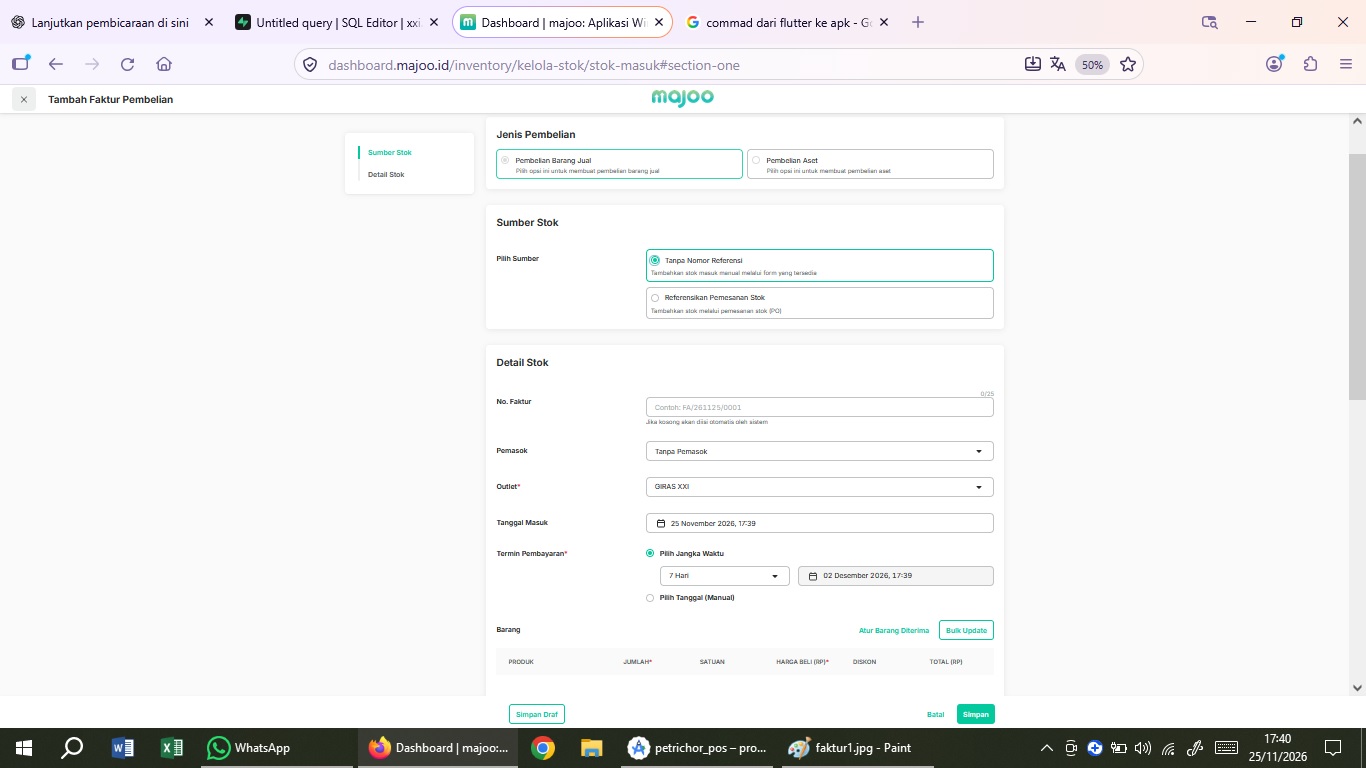 Lanjutkan pembicaraan di sini
Untitled query | SQL Editor | xxi
Dashboard | majoo: Aplikasi Wi
commad dari flutter ke apk - Go
dashboard.majoo.id/inventory/kelola-stok/stok-masuk#section-one
50%
Tambah Faktur Pembelian
majoo
Sumber Stok
Detail Stok
Jenis Pembelian
Pembelian Barang Jual
Pilih opsi ini untuk membuat pembelian barang jual
Pembelian Aset
Pilih opsi ini untuk membuat pembelian aset
Sumber Stok
Pilih Sumber
Tanpa Nomor Referensi
Tambahkan stok masuk manual melalui form yang tersedia
Referensikan Pemesanan Stok
Tambahkan stok melalui pemesanan stok (PO)
Detail Stok
0/25
No. Faktur
Contoh: FA/261125/0001
Jika kosong akan diisi otomatis oleh sistem
Pemasok
Tanpa Pemasok
Outlet*
GIRAS XXI
Tanggal Masuk
25 November 2026, 17:39
Termin Pembayaran*
Pilih Jangka Waktu
7 Hari
02 Desember 2026, 17:39
Pilih Tanggal (Manual)
Barang
Atur Barang Diterima
Bulk Update
PRODUK JUMLAH* SATUAN HARGA BELI (RP)* DISKON TOTAL (RP)
Simpan Draf
Batal
Simpan
WhatsApp
Dashboard | majoo:...
petrichor_pos – pro...
faktur1.jpg - Paint
17:40
25/11/2026